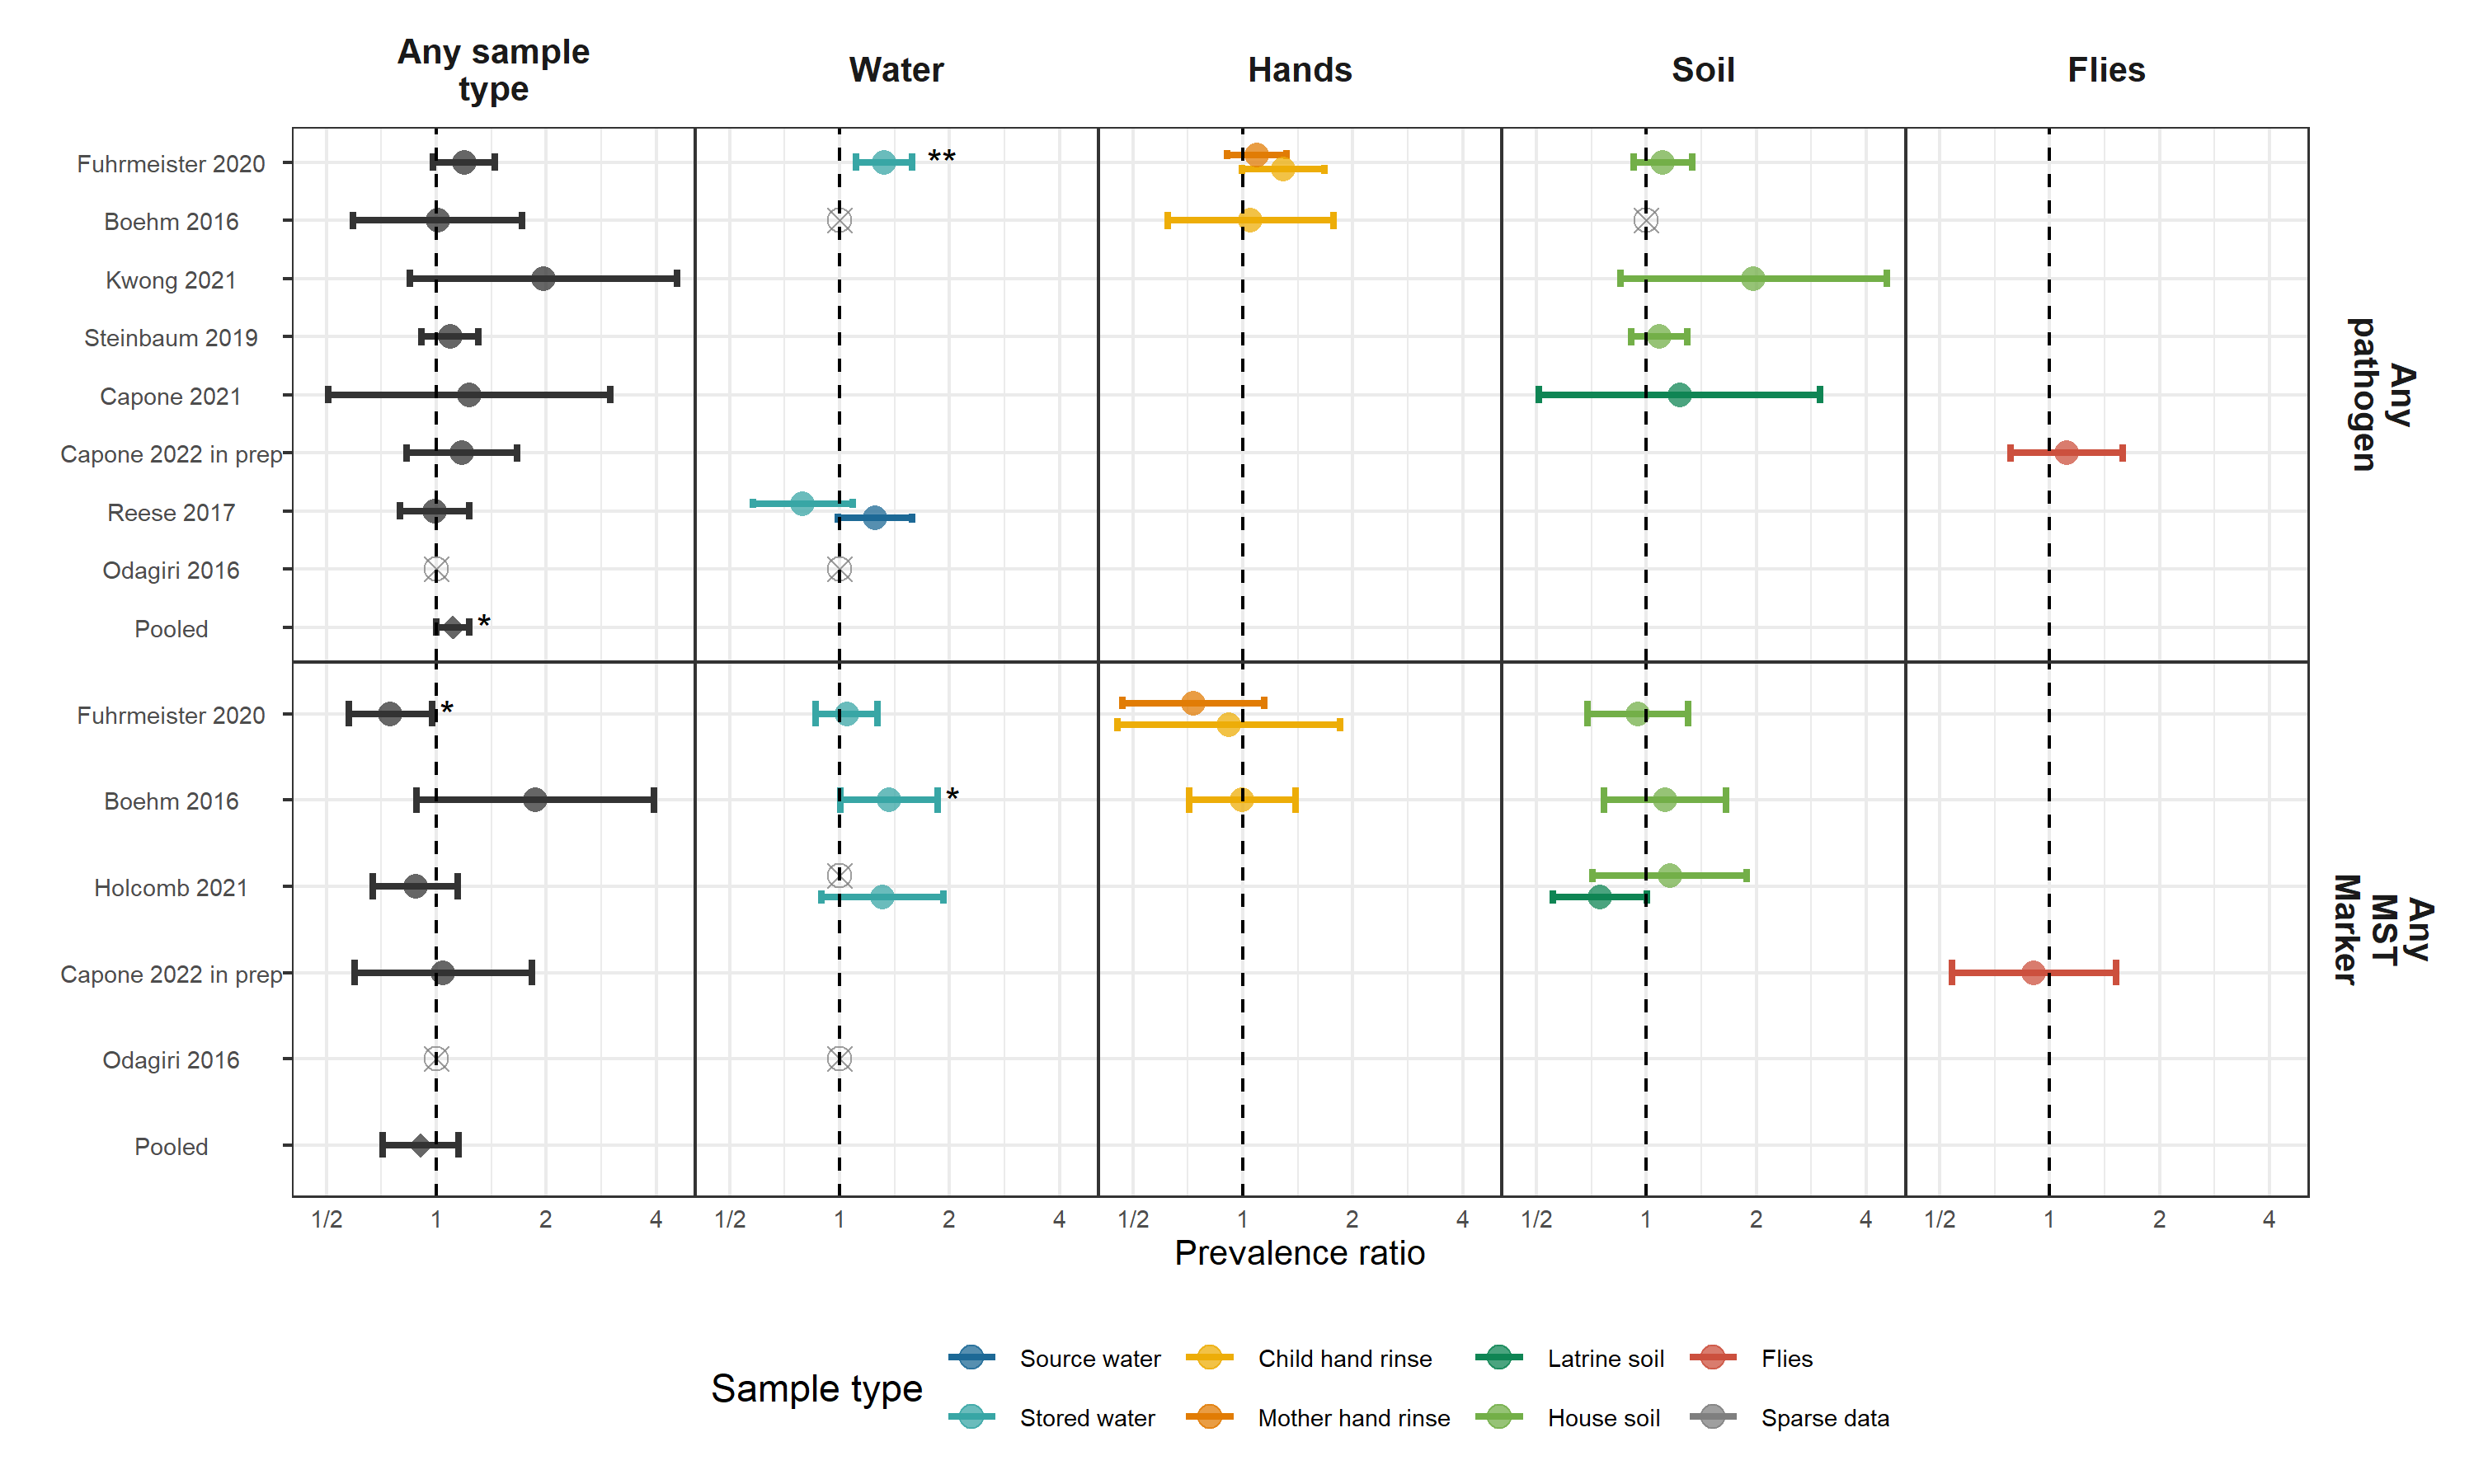 Any sample
type
Water
Hands
Soil
Flies
Fuhrmeister 2020
**
Boehm 2016
Kwong 2021
Steinbaum 2019
Capone 2021
Capone 2022 in prep
Reese 2017
Odagiri 2016
Pooled
*
Any
pathogen
Fuhrmeister 2020
*
Boehm 2016
*
Holcomb 2021
Capone 2022 in prep
Odagiri 2016
Pooled
Any
MST
Marker
1/2 1 2 4 1/2 1 2 4 1/2 1 2 4 1/2 1 2 4 1/2 1 2 4
Prevalence ratio
Sample type
Source water Child hand rinse Latrine soil Flies
Stored water Mother hand rinse House soil Sparse data